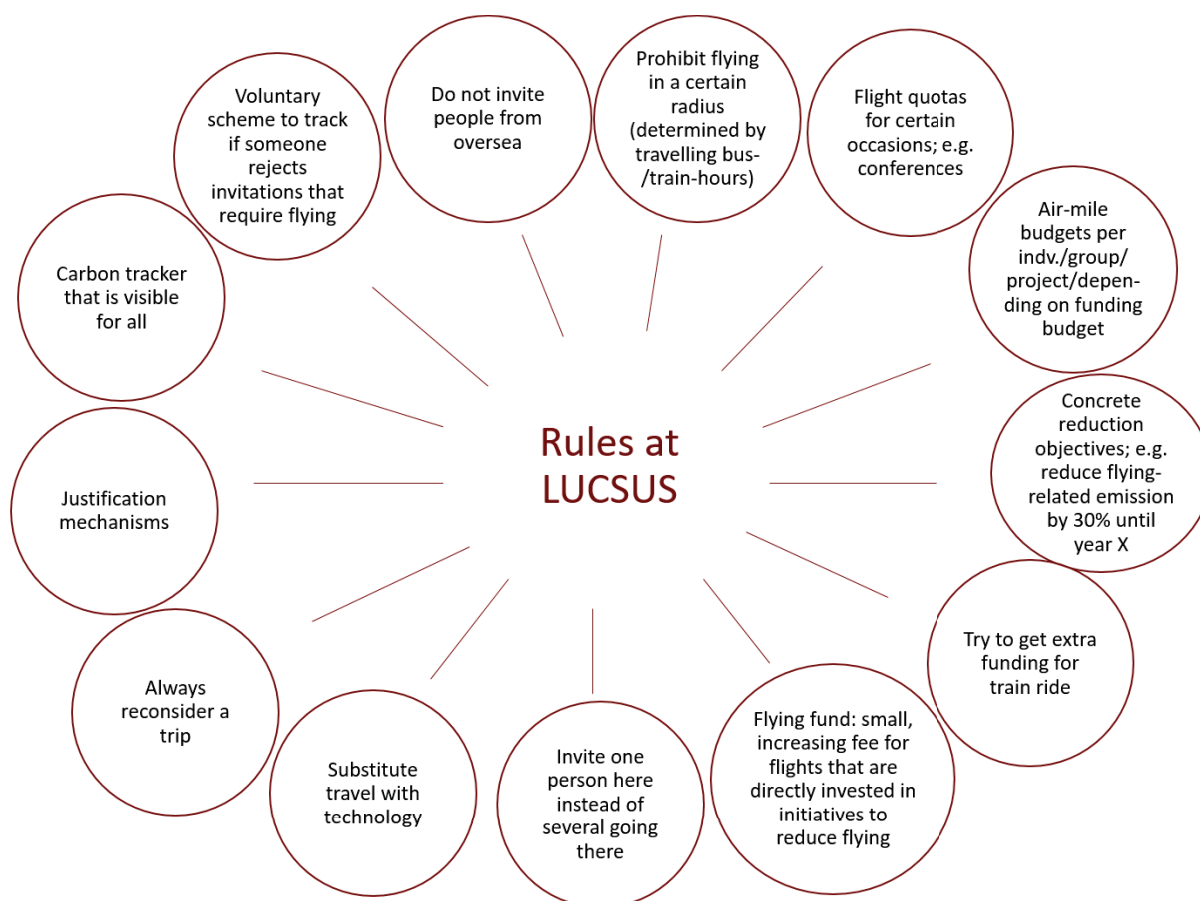 Rules at
LUCSUS
Do not invite
people from
oversea
Prohibit flying
in a certain
radius
(determined by
travelling bus-
/train-hours)
Flight quotas
for certain
occasions; e.g.
conferences
Air-mile
budgets per
indv./group/
project/depen-
ding on funding
budget
Concrete
reduction
objectives; e.g.
reduce flying-
related emission
by 30% until
year X
Try to get extra
funding for
train ride
Flying fund: small,
increasing fee for
flights that are
directly invested in
initiatives to
reduce flying
Invite one
person here
instead of
several going
there
Substitute
travel with
technology
Always
reconsider a
trip
Justification
mechanisms
Carbon tracker
that is visible
for all
Voluntary
scheme to track
if someone
rejects
invitations that
require flying